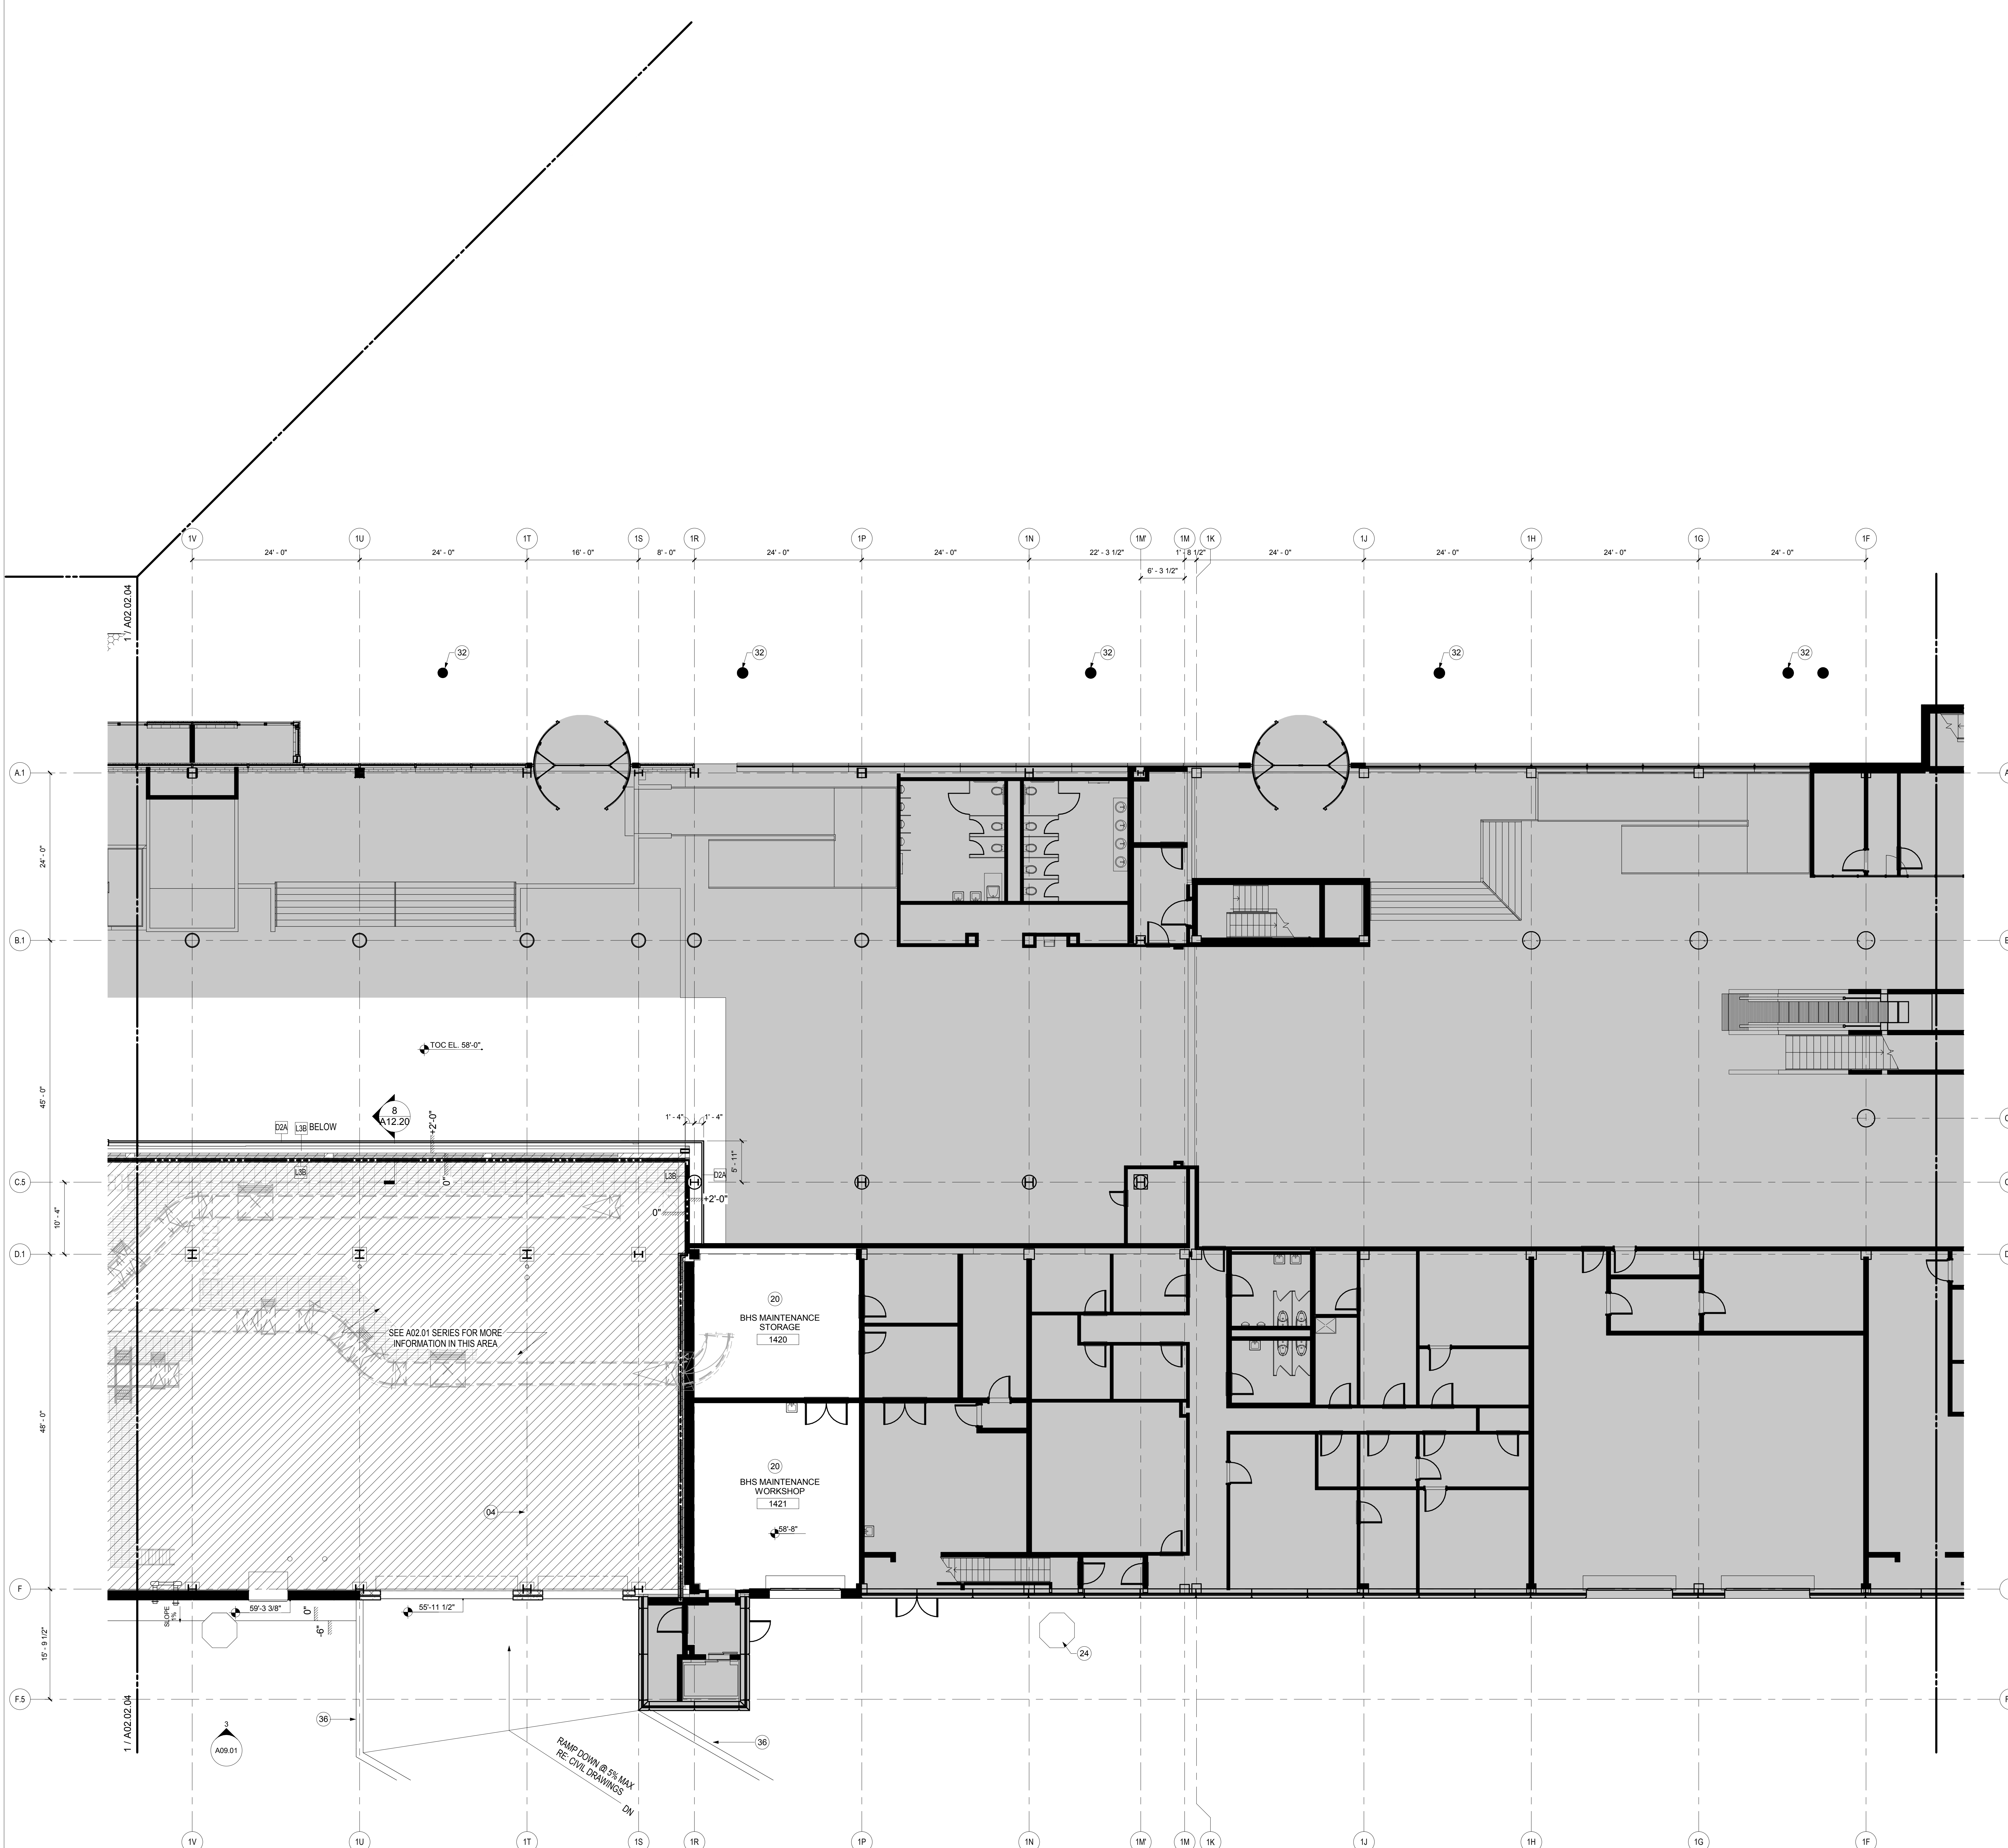 1V
1U
1T
1S
1R
1P
1N
1M'
1M
1K
1J
1H
1G
1F
24' - 0"
24' - 0"
16' - 0"
8' - 0"
24' - 0"
24' - 0"
22' - 3 1/2"
1' - 8 1/2"
24' - 0"
24' - 0"
24' - 0"
24' - 0"
6' - 3 1/2"
1 / A02.02.04
32
32
32
32
32
A.1
24' - 0"
B.1
TOC EL. 58'-0"
45' - 0"
8
A12.20
D2A
L3B BELOW
+2'-0"
0"
1' - 4"
1' - 4"
5' - 11"
L3B
L3B
D2A
+2'-0"
0"
C.5
10' - 4"
D.1
20
BHS MAINTENANCE
STORAGE
1420
SEE A02.01 SERIES FOR MORE
INFORMATION IN THIS AREA
48' - 0"
20
BHS MAINTENANCE
WORKSHOP
1421
04
58'-8"
F
59'-3 3/8"
0"
-6"
55'-11 1/2"
SLOPE
1%
15' - 9 1/2"
24
F.5
36
36
3
A09.01
1 / A02.02.04
RAMP DOWN @ 5% MAX
RE: CIVIL DRAWINGS
DN
1V
1U
1T
1S
1R
1P
1N
1M'
1M
1K
1J
1H
1G
1F